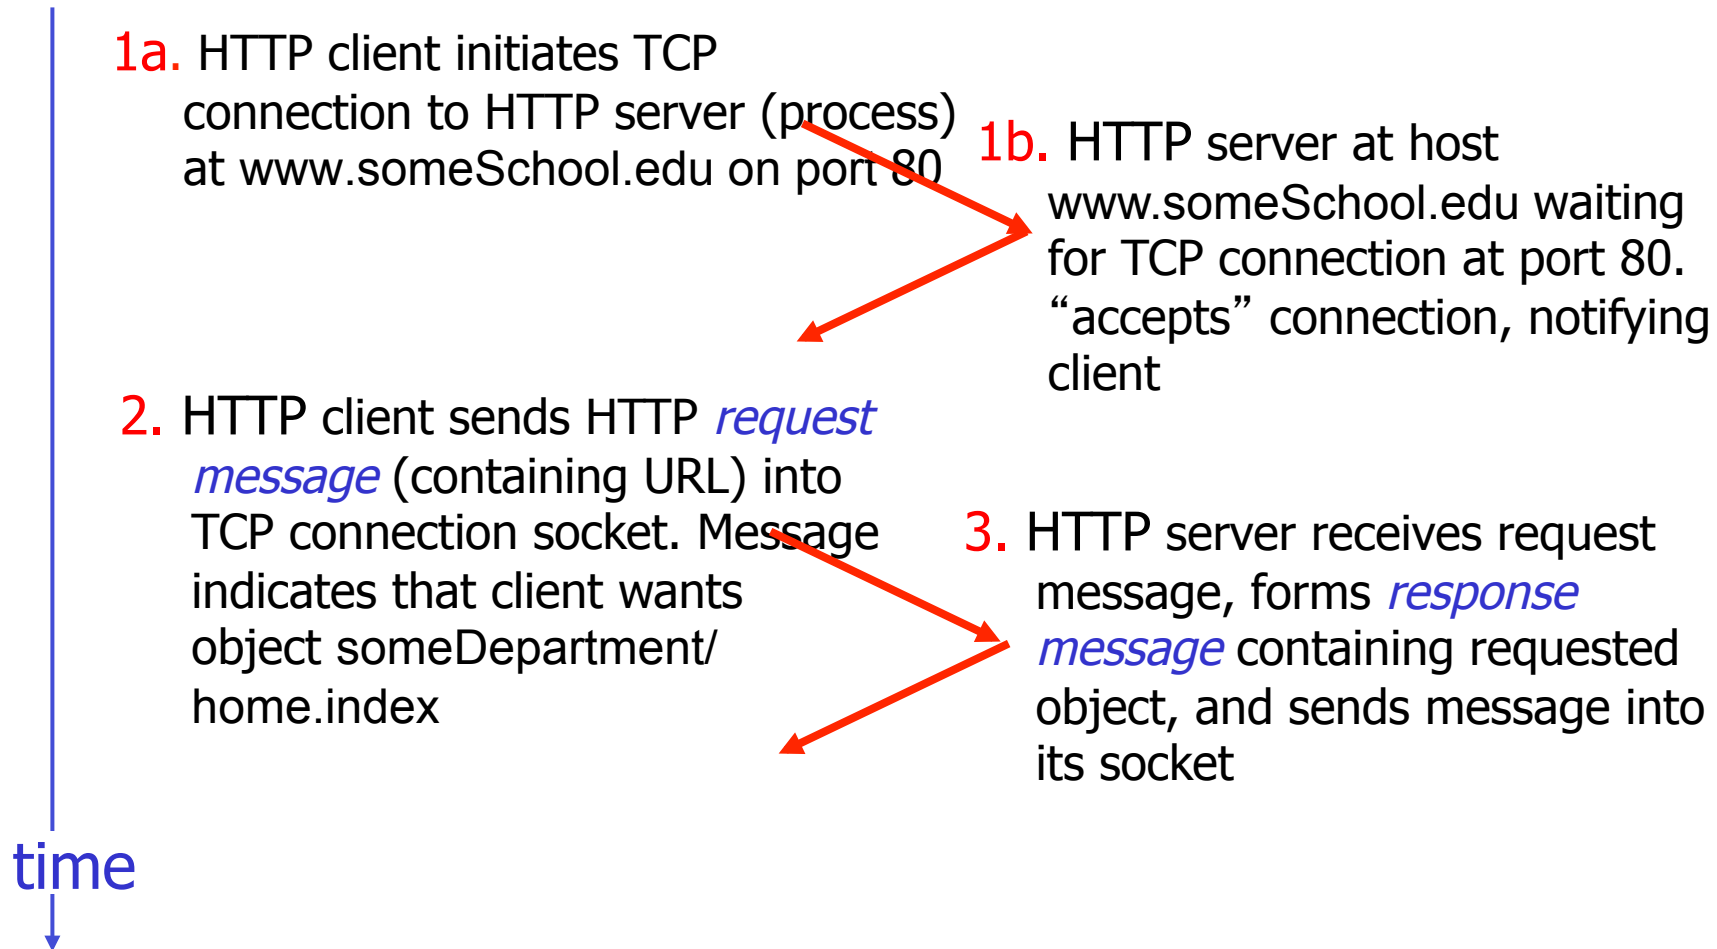 1a. HTTP client initiates TCP
connection to HTTP server (process)
at www.someSchool.edu on port 80
1b. HTTP server at host
www.someSchool.edu waiting
for TCP connection at port 80.
“accepts” connection, notifying
client
2. HTTP client sends HTTP request
message (containing URL) into
TCP connection socket. Message
indicates that client wants
object someDepartment/
home.index
3. HTTP server receives request
message, forms response
message containing requested
object, and sends message into
its socket
time